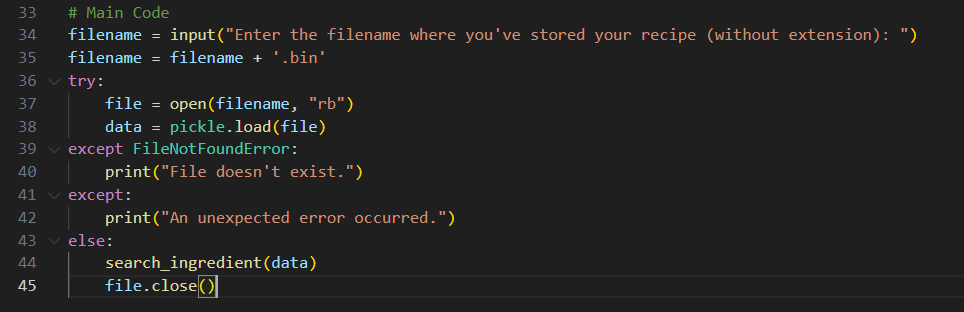 33 # Main Code
34 filename = input("Enter the filename where you've stored your recipe (without extension): ")
35 filename = filename + '.bin'
36 try:
37     file = open(filename, "rb")
38     data = pickle.load(file)
39 except FileNotFoundError:
40     print("File doesn't exist.")
41 except:
42     print("An unexpected error occurred.")
43 else:
44     search_ingredient(data)
45     file.close()